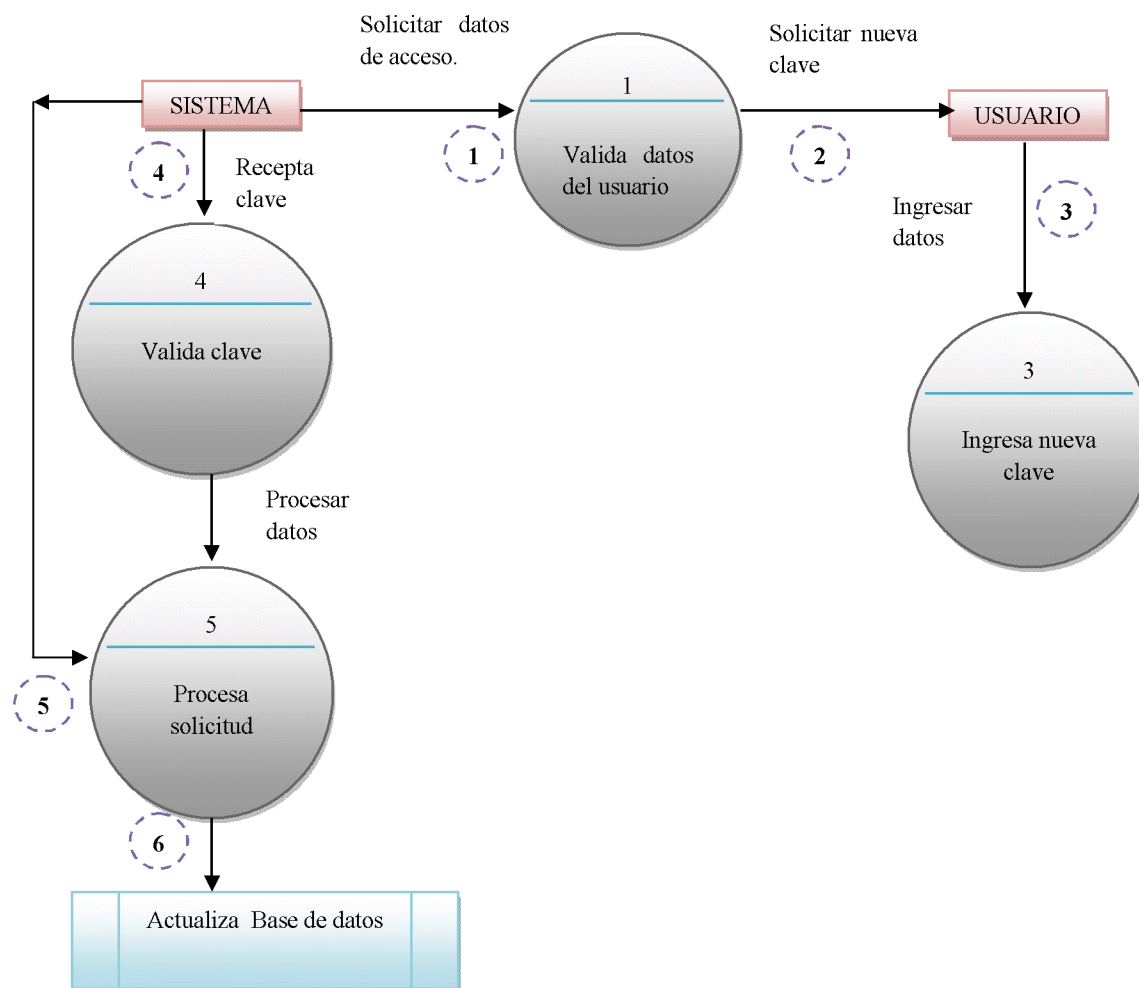 Solicitar datos
de acceso.
Solicitar nueva
clave
1
SISTEMA
USUARIO
1
2
Valida datos
del usuario
4
Recepta
clave
3
Ingresar
datos
4
Valida clave
3
Ingresa nueva
clave
Procesar
datos
5
Procesa
solicitud
5
6
Actualiza Base de datos